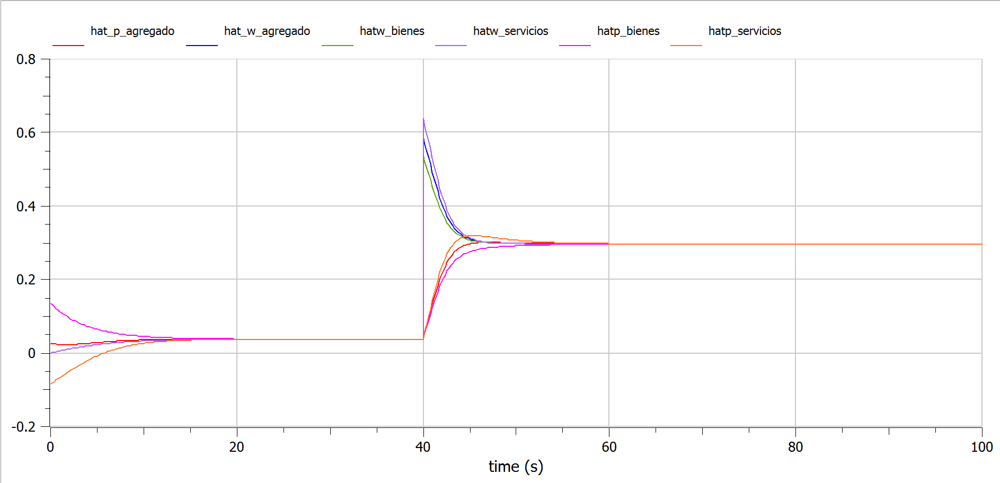 hat_p_agregado hat_w_agregado hatw_bienes hatw_servicios hatp_bienes hatp_servicios
0.8
0.6
0.4
0.2
0
-0.2
0 20 40 60 80 100
time (s)